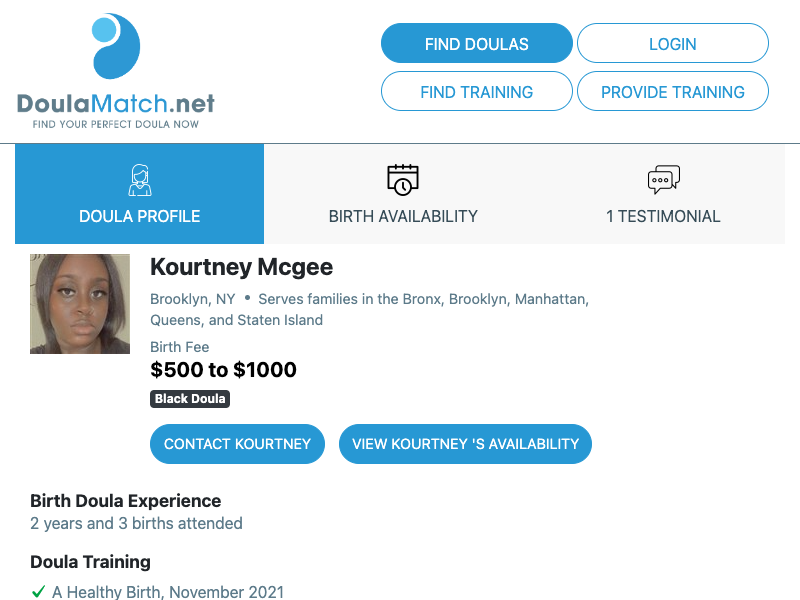 DoulaMatch.net
FIND YOUR PERFECT DOULA NOW
FIND DOULAS
LOGIN
FIND TRAINING
PROVIDE TRAINING
DOULA PROFILE
BIRTH AVAILABILITY
1 TESTIMONIAL
Kourtney Mcgee
Brooklyn, NY • Serves families in the Bronx, Brooklyn, Manhattan,
Queens, and Staten Island
Birth Fee
$500 to $1000
Black Doula
CONTACT KOURTNEY
VIEW KOURTNEY 'S AVAILABILITY
Birth Doula Experience
2 years and 3 births attended
Doula Training
A Healthy Birth, November 2021